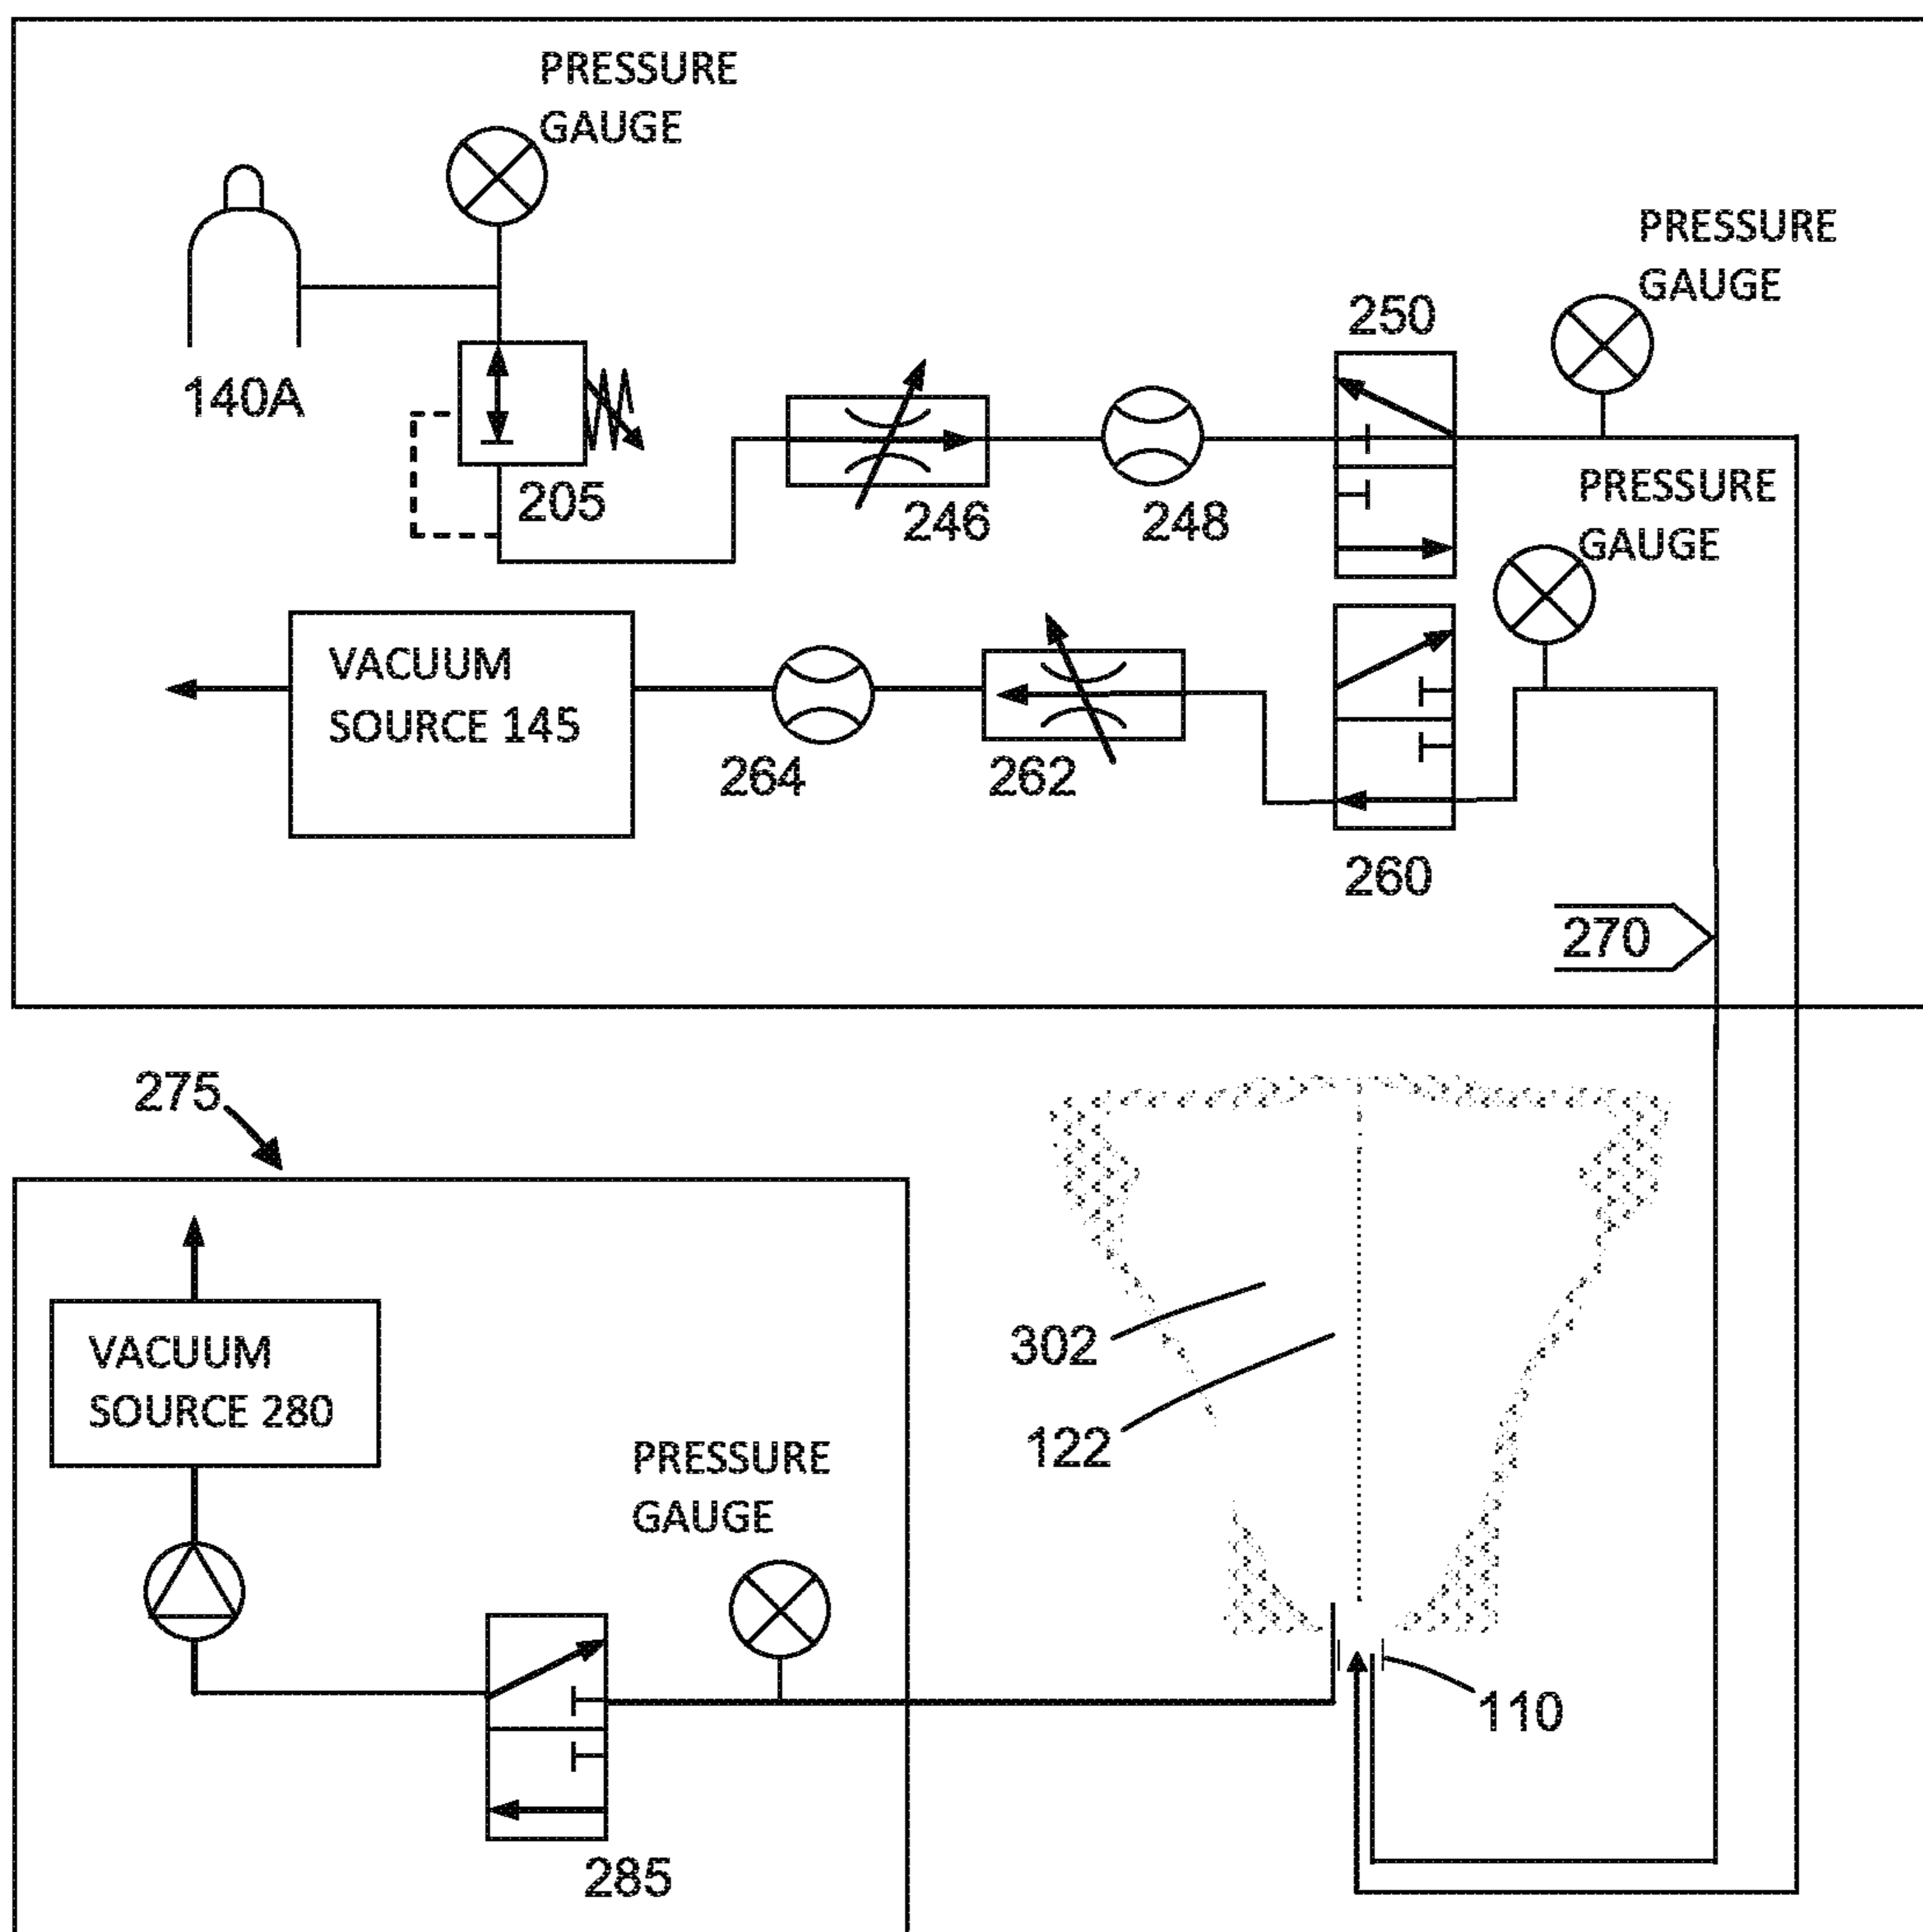 PRESSURE
GAUGE
PRESSURE
GAUGE
250
140A
205
246
248
PRESSURE
GAUGE
VACUUM
SOURCE 145
264
262
260
270
275
302
VACUUM
SOURCE 280
122
PRESSURE
GAUGE
110
285